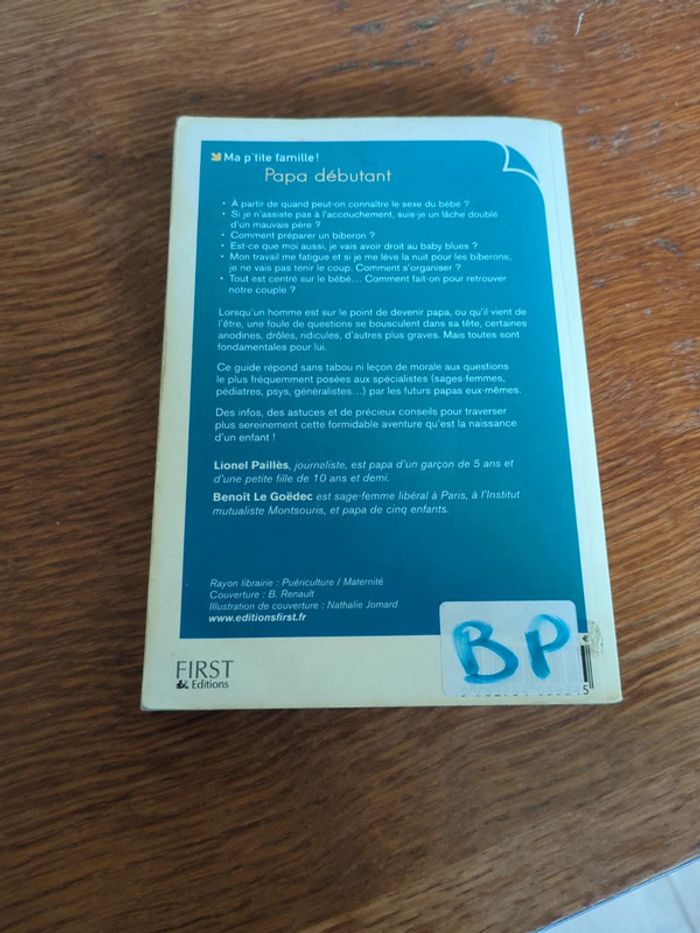 Ma p'tite famille!
Papa débutant
• À partir de quand peut-on connaître le sexe du bébé ?
• Si je n'assiste pas à l'accouchement, suis-je un lâche double
d'un mauvais père ?
• Comment préparer un biberon ?
• Est-ce que moi aussi, je vais avoir droit au baby blues ?
• Mon travail me fatigue et si je me lève la nuit pour les biberons,
je ne vais pas tenir le coup. Comment s'organiser ?
• Tout est centré sur le bébé... Comment fait-on pour retrouver
notre couple ?
Lorsqu'un homme est sur le point de devenir papa, ou qu'il vient de
l'être, une foule de questions se bousculent dans sa tête, certaines
anodines, drôles, ridicules, d'autres plus graves. Mais toutes sont
fondamentales pour lui.
Ce guide répond sans tabou ni leçon de morale aux questions
le plus fréquemment posées aux spécialistes (sages-femmes,
pédiatres, psys, généralistes...) par les futurs papas eux-mêmes.
Des infos, des astuces et de précieux conseils pour traverser
plus sereinement cette formidable aventure qu'est la naissance
d'un enfant !
Lionel Paillès, journaliste, est papa d'un garçon de 5 ans et
d'une petite fille de 10 ans et demi.
Benoît Le Goëdec est sage-femme libéral à Paris, à l'Institut
mutualiste Montsouris, et papa de cinq enfants.
Rayon librairie : Puériculture / Maternité
Couverture : B. Renault
Illustration de couverture : Nathalie Jomard
www.editionsfirst.fr
FIRST
Editions
BP